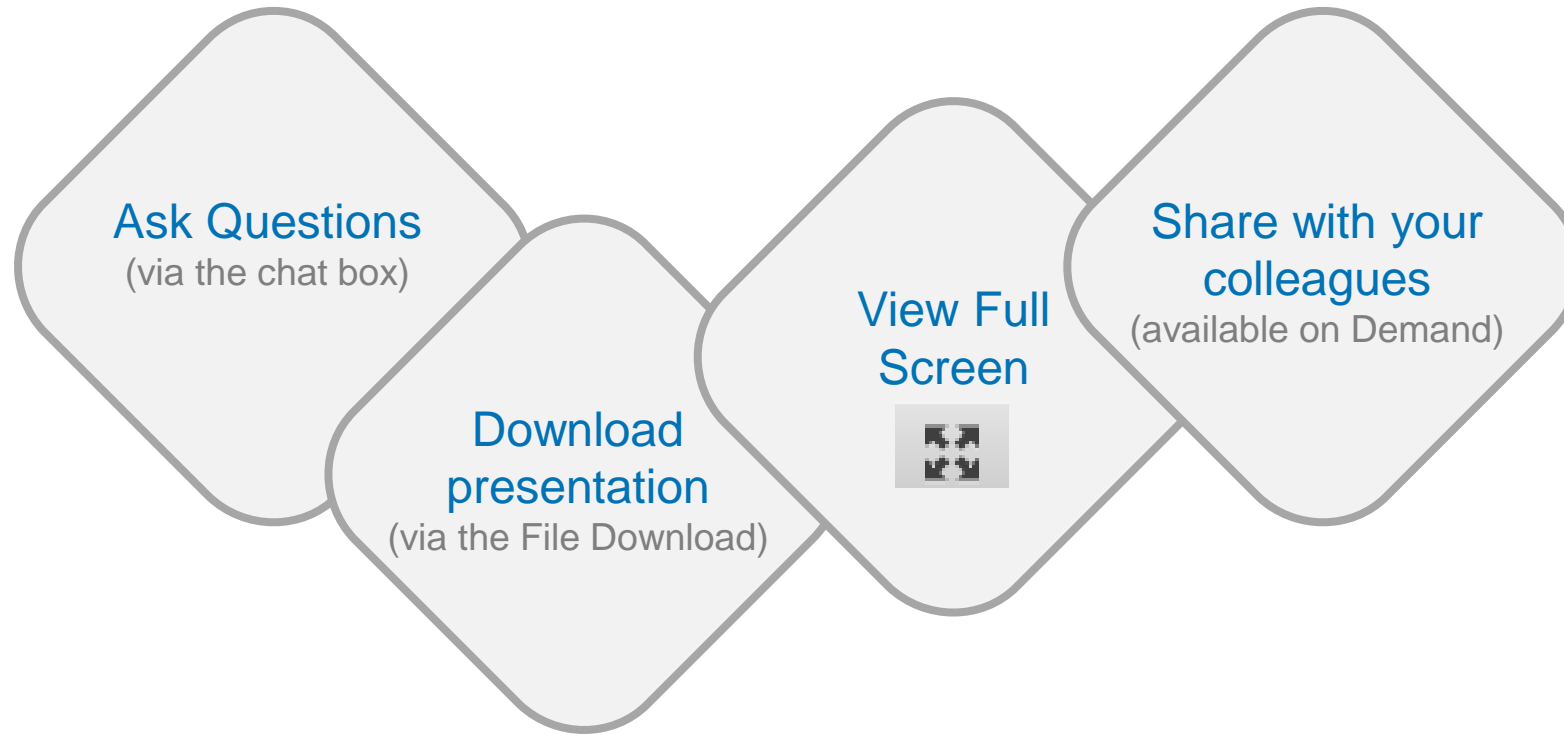 Ask Questions
(via the chat box)
Download
presentation
(via the File Download)
View Full
Screen
Share with your
colleagues
(available on Demand)